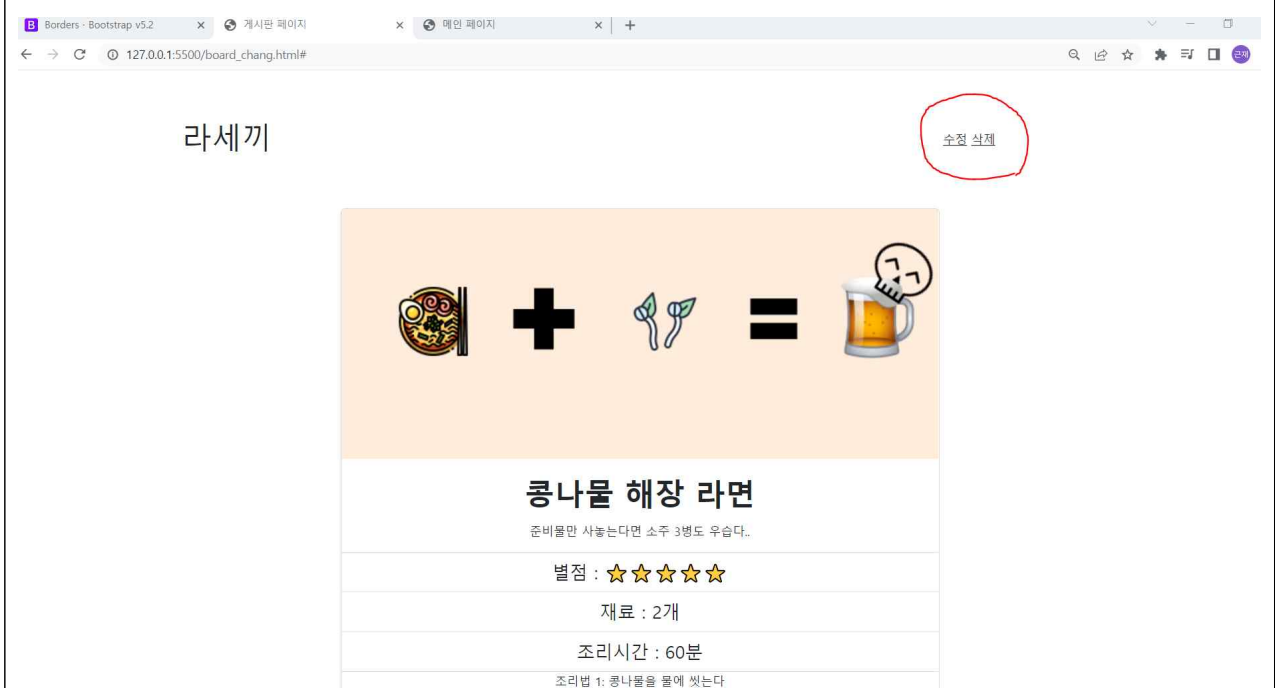 B Borders - Bootstrap v5.2 게시판 페이지 메인 페이지
127.0.0.1:5500/board_chang.html# 근재
라세끼
수정 삭제
콩나물 해장 라면
준비물만 사놓는다면 소주 3병도 우습다..
별점 :
재료 : 2개
조리시간 : 60분
조리법 1: 콩나물을 물에 씻는다